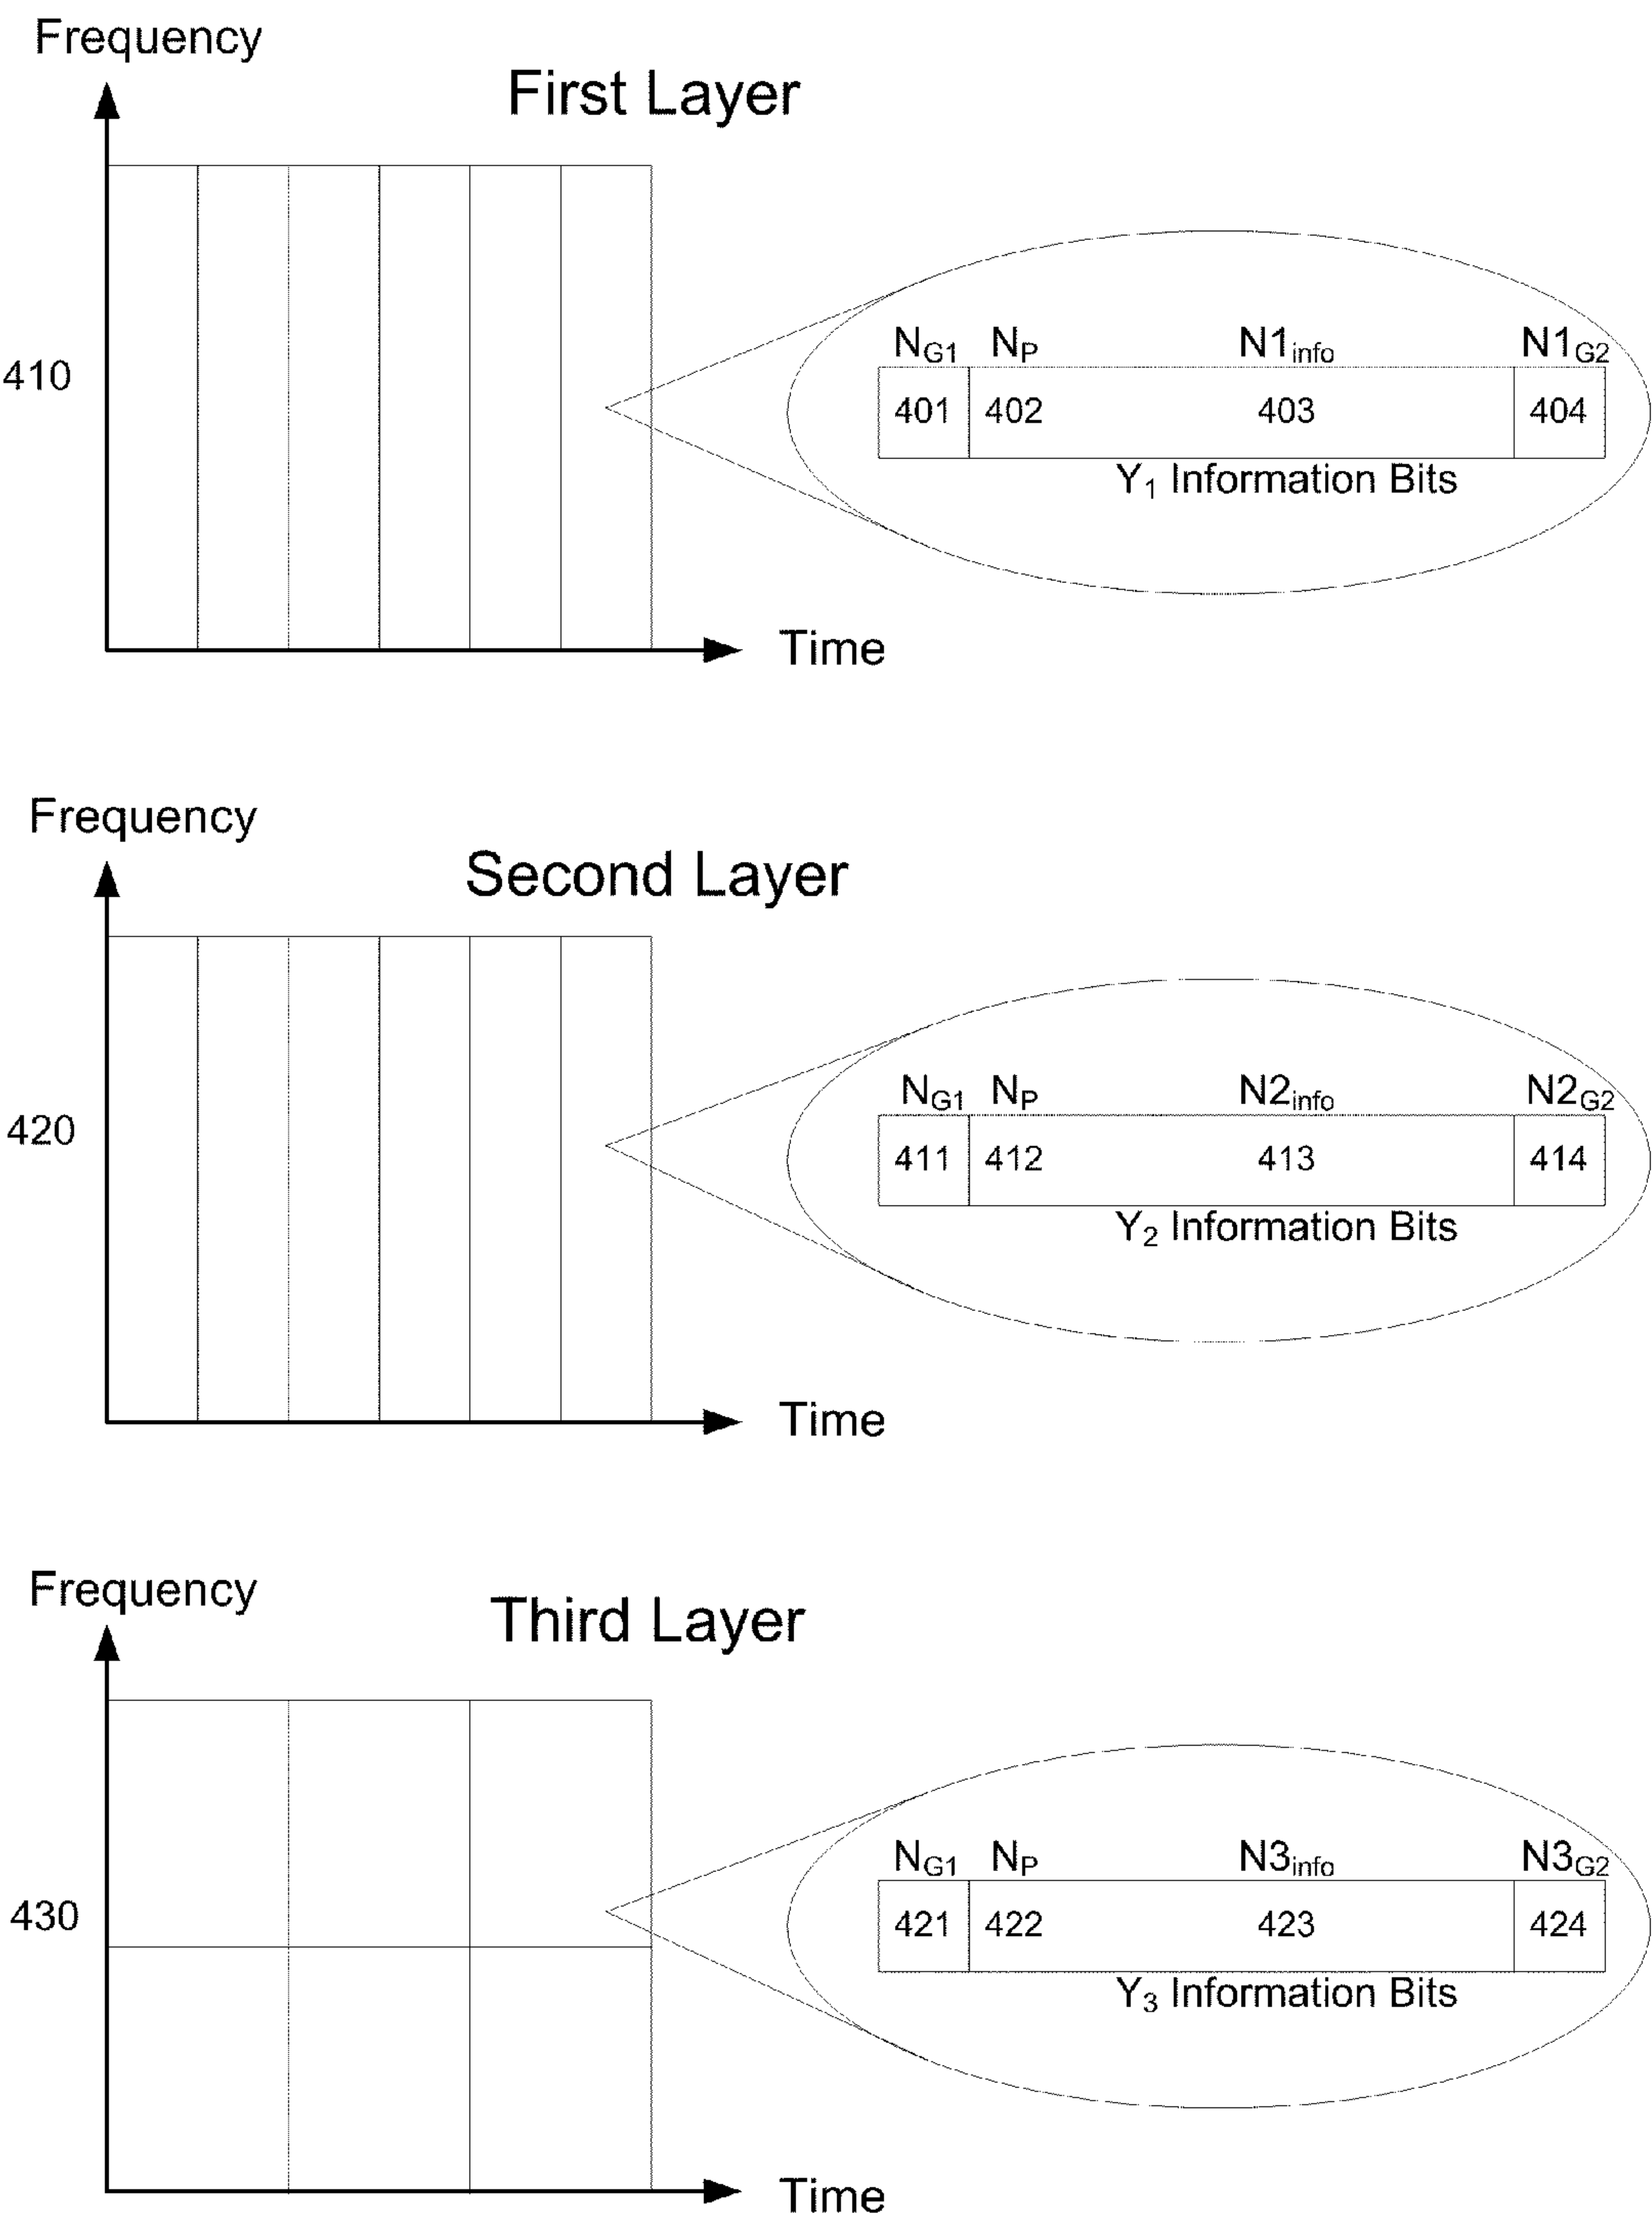 Frequency
First Layer
410
N_G1 N_P N1_info N1_G2
401 402 403 404
Y_1 Information Bits
Time
Frequency
Second Layer
420
N_G1 N_P N2_info N2_G2
411 412 413 414
Y_2 Information Bits
Time
Frequency
Third Layer
430
N_G1 N_P N3_info N3_G2
421 422 423 424
Y_3 Information Bits
Time